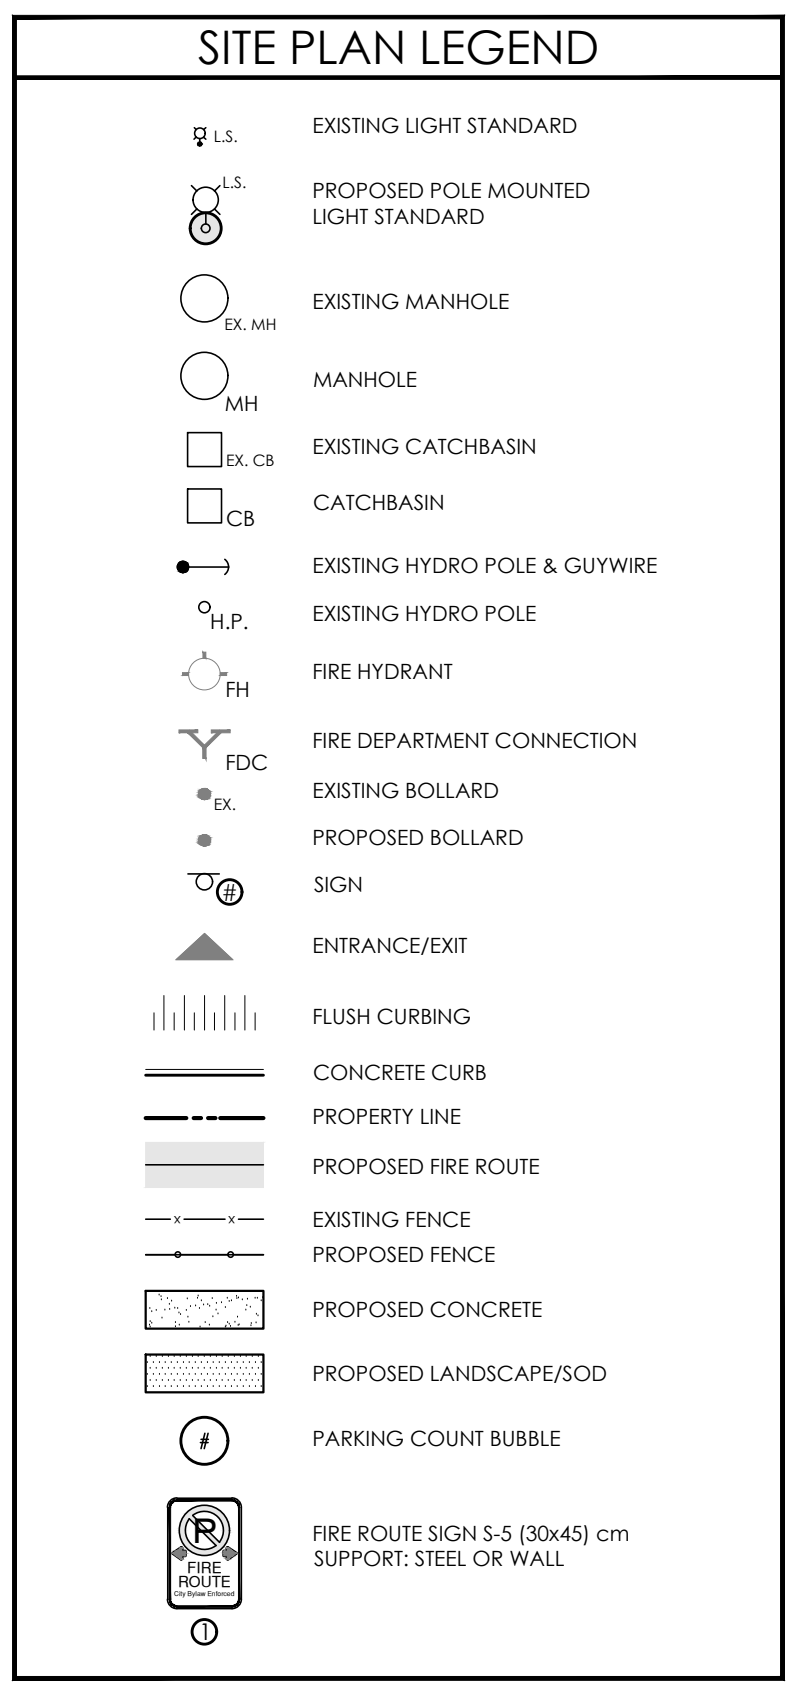 SITE PLAN LEGEND
L.S. EXISTING LIGHT STANDARD
L.S. PROPOSED POLE MOUNTED
LIGHT STANDARD
EX. MH EXISTING MANHOLE
MH MANHOLE
EX. CB EXISTING CATCHBASIN
CB CATCHBASIN
EXISTING HYDRO POLE & GUYWIRE
H.P. EXISTING HYDRO POLE
FH FIRE HYDRANT
FDC FIRE DEPARTMENT CONNECTION
EX. EXISTING BOLLARD
PROPOSED BOLLARD
# SIGN
ENTRANCE/EXIT
FLUSH CURBING
CONCRETE CURB
PROPERTY LINE
PROPOSED FIRE ROUTE
x x EXISTING FENCE
PROPOSED FENCE
PROPOSED CONCRETE
PROPOSED LANDSCAPE/SOD
# PARKING COUNT BUBBLE
P
FIRE
ROUTE
City Bylaw Enforced
1
FIRE ROUTE SIGN S-5 (30x45) cm
SUPPORT: STEEL OR WALL